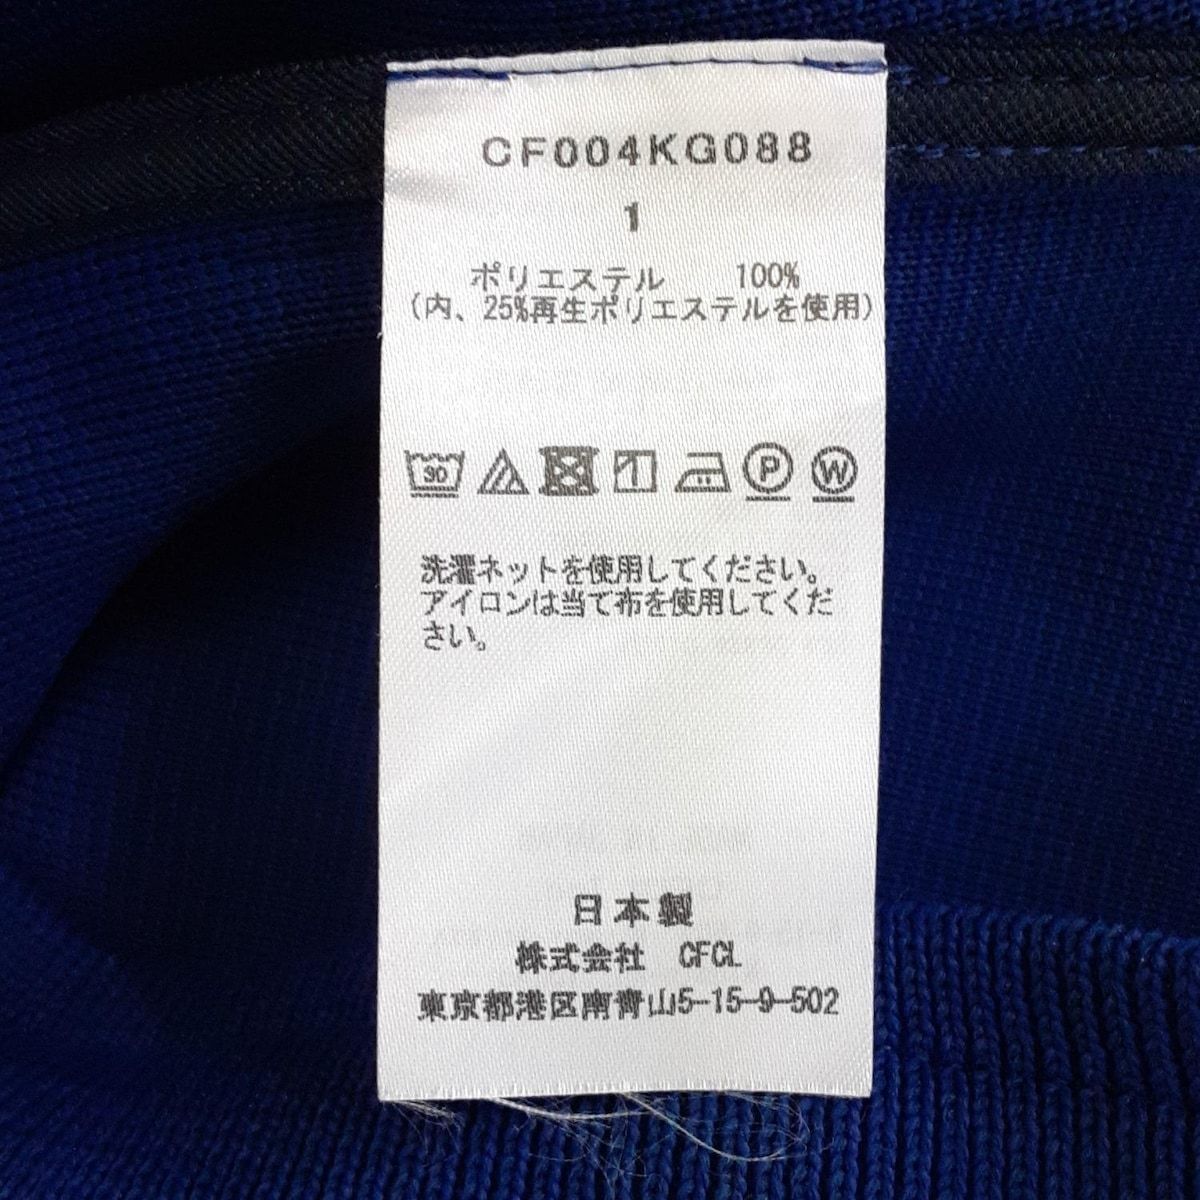 CF004KG088
1
ポリエステル 100%
(内、25%再生ポリエステルを使用)
30 P W
洗濯ネットを使用してください。
アイロンは当て布を使用してくだ
さい。
日本製
株式会社 CFCL
東京都港区南青山5-15-9-502